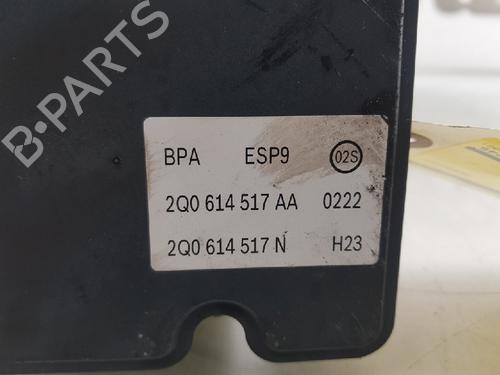 B-PARTS
BPA ESP9 02S
2Q0 614 517 AA 0222
2Q0 614 517 N H23